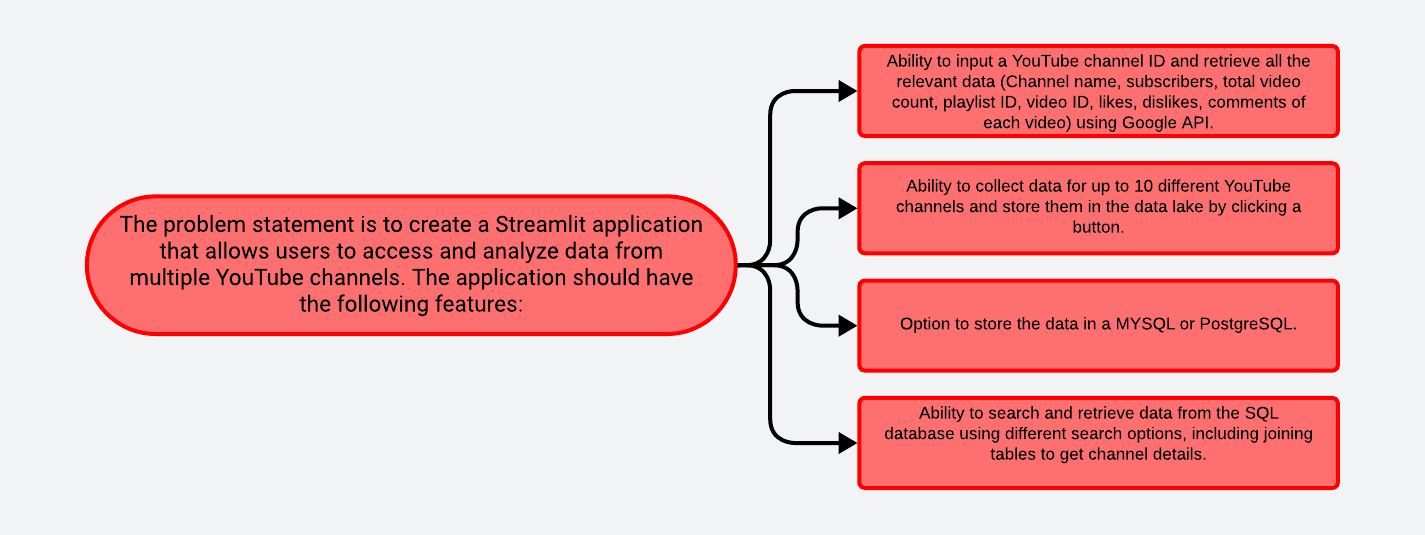 The problem statement is to create a Streamlit application
that allows users to access and analyze data from
multiple YouTube channels. The application should have
the following features:
Ability to input a YouTube channel ID and retrieve all the
relevant data (Channel name, subscribers, total video
count, playlist ID, video ID, likes, dislikes, comments of
each video) using Google API.
Ability to collect data for up to 10 different YouTube
channels and store them in the data lake by clicking a
button.
Option to store the data in a MYSQL or PostgreSQL.
Ability to search and retrieve data from the SQL
database using different search options, including joining
tables to get channel details.